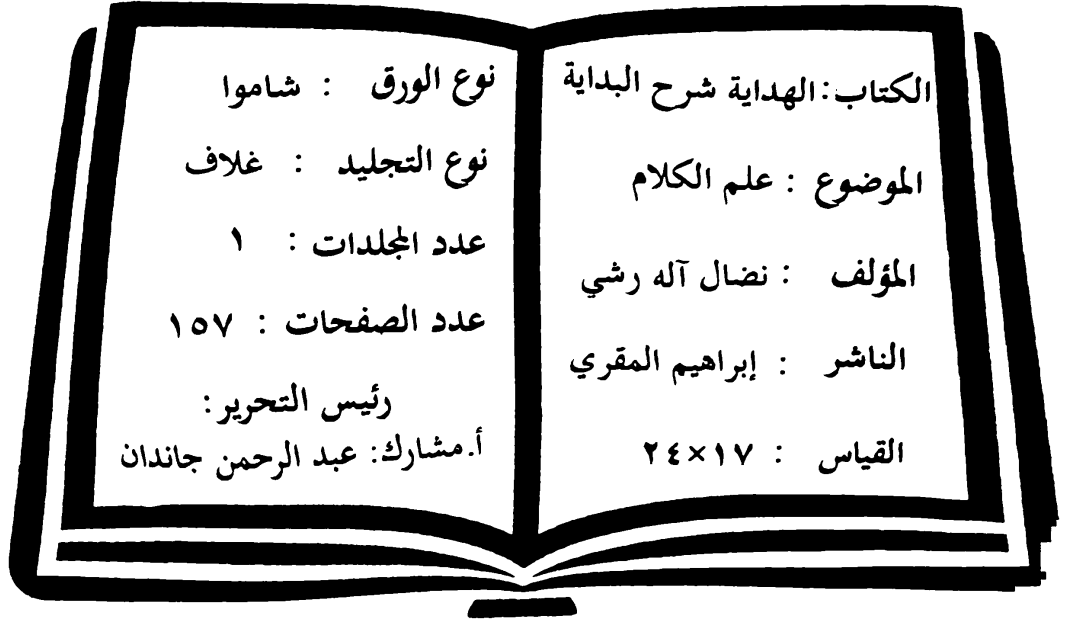 الكتاب: الهداية شرح البداية
الموضوع : علم الكلام
المؤلف : نضال آله رشي
الناشر : إبراهيم المقري
القياس : ١٧×٢٤
نوع الورق : شاموا
نوع التجليد : غلاف
عدد المجلدات : ١
عدد الصفحات : ١٥٧
رئيس التحرير:
أ.مشارك: عبد الرحمن جاندان